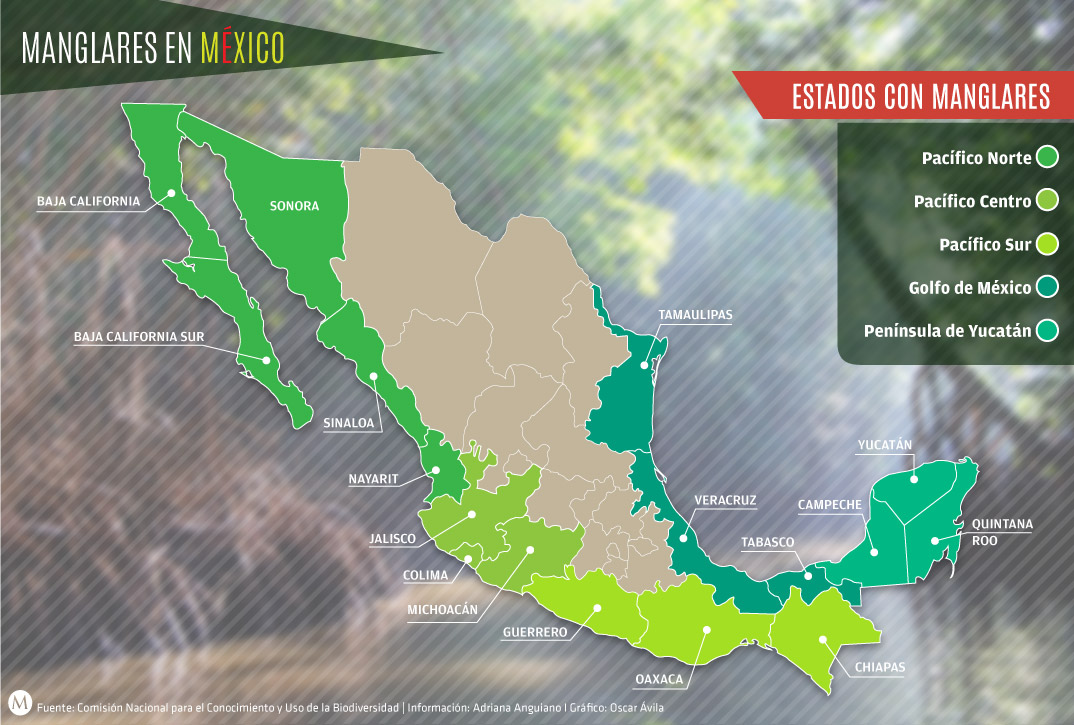 MANGLARES EN MÉXICO
ESTADOS CON MANGLARES
Pacífico Norte
Pacífico Centro
Pacífico Sur
Golfo de México
Península de Yucatán
BAJA CALIFORNIA
SONORA
BAJA CALIFORNIA SUR
SINALOA
NAYARIT
JALISCO
COLIMA
MICHOACÁN
GUERRERO
OAXACA
CHIAPAS
TAMAULIPAS
VERACRUZ
TABASCO
CAMPECHE
YUCATÁN
QUINTANA
ROO
M Fuente: Comisión Nacional para el Conocimiento y Uso de la Biodiversidad | Información: Adriana Anguiano I Gráfico: Oscar Ávila